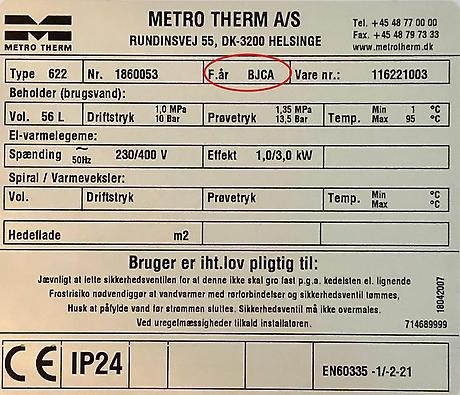 METRO THERM
METRO THERM A/S
RUNDINSVEJ 55, DK-3200 HELSINGE
Tel. +45 48 77 00 00
Fax. +45 48 79 73 33
www.metrotherm.dk
Type 622 Nr. 1860053 F.år BJCA Vare nr.: 116221003
Beholder (brugsvand):
Vol. 56 L Driftstryk 1,0 MPa 10 Bar Prøvetryk 1,35 MPa 13,5 Bar Temp. Min 1 °C Max 95 °C
El-varmelegeme:
Spænding ~ 50Hz 230/400 V Effekt 1,0/3,0 kW
Spiral / Varmeveksler:
Vol. Driftstryk Prøvetryk Temp. Min °C Max °C
Hedeflade m2
Bruger er iht.lov pligtig til:
Jævnligt at lette sikkerhedsventilen for at denne ikke skal gro fast p.g.a. kedelsten el. lignende
Frostrisiko nødvendiggør at vandvarmer med rørforbindelser og sikkerhedsventil tømmes,
Husk at påfylde vand før strømmen sluttes. Sikkerhedsventil må ikke overmales.
Ved uregelmæssigheder tilkald installatøren.
18042007
714689999
CE IP24 EN60335 -1/-2-21